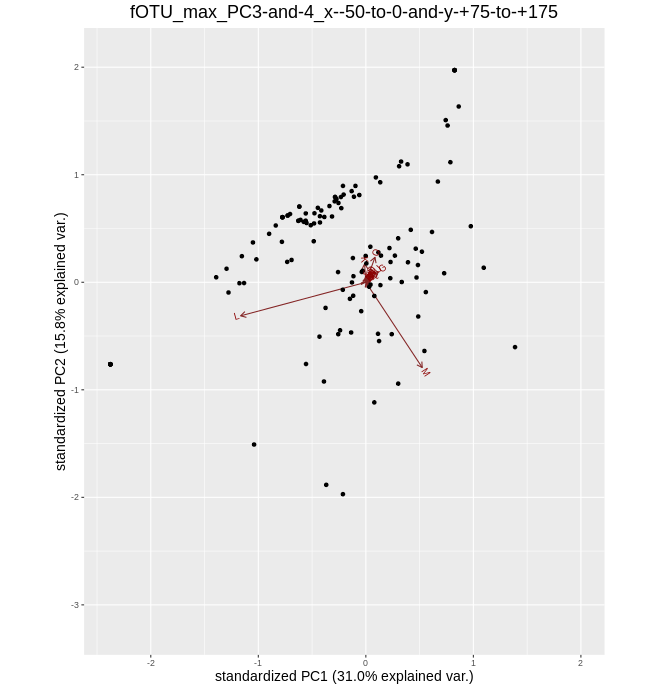 fOTU_max_PC3-and-4_x--50-to-0-and-y-+75-to-+175
standardized PC2 (15.8% explained var.)
2
1
0
-1
-2
-3
L
G
M
-2
-1
0
1
2
standardized PC1 (31.0% explained var.)